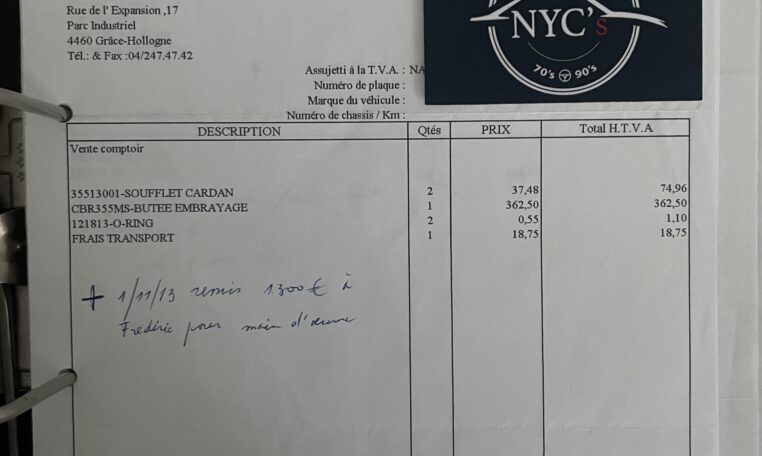 Rue de l' Expansion ,17
Parc Industriel
4460 Grâce-Hollogne
Tél.: & Fax :04/247.47.42
NYC's
70's 90's
Assujetti à la T.V.A. : NA
Numéro de plaque :
Marque du véhicule :
Numéro de chassis / Km :
DESCRIPTION Qtés PRIX Total H.T.V.A
Vente comptoir
35513001-SOUFFLET CARDAN 2 37,48 74,96
CBR355MS-BUTEE EMBRAYAGE 1 362,50 362,50
121813-O-RING 2 0,55 1,10
FRAIS TRANSPORT 1 18,75 18,75
+ 1/11/13 remis 1300 € à
Frédéric pour main d'œuvre